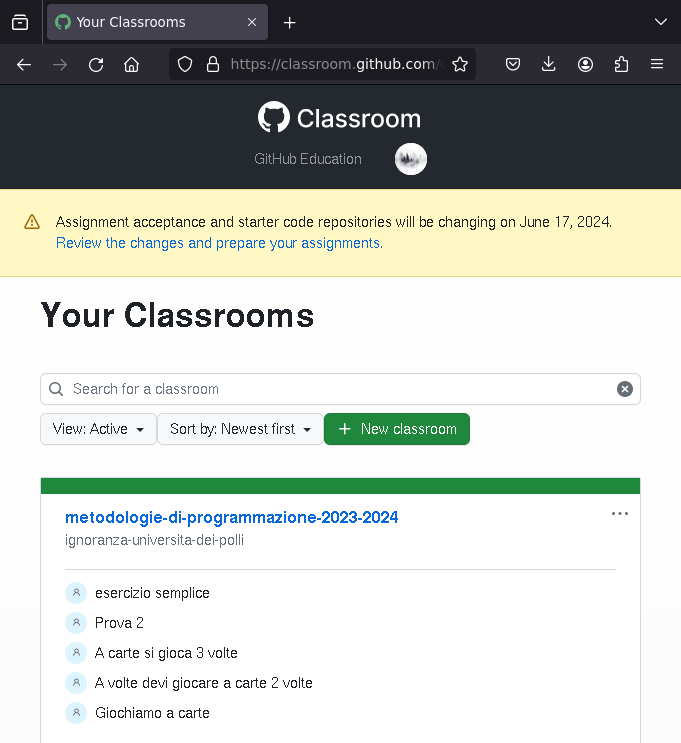 Your Classrooms
https://classroom.github.com/
Classroom
GitHub Education
Assignment acceptance and starter code repositories will be changing on June 17, 2024.
Review the changes and prepare your assignments.
Your Classrooms
Search for a classroom
View: Active
Sort by: Newest first
New classroom
metodologie-di-programmazione-2023-2024
ignoranza-universita-dei-polli
esercizio semplice
Prova 2
A carte si gioca 3 volte
A volte devi giocare a carte 2 volte
Giochiamo a carte